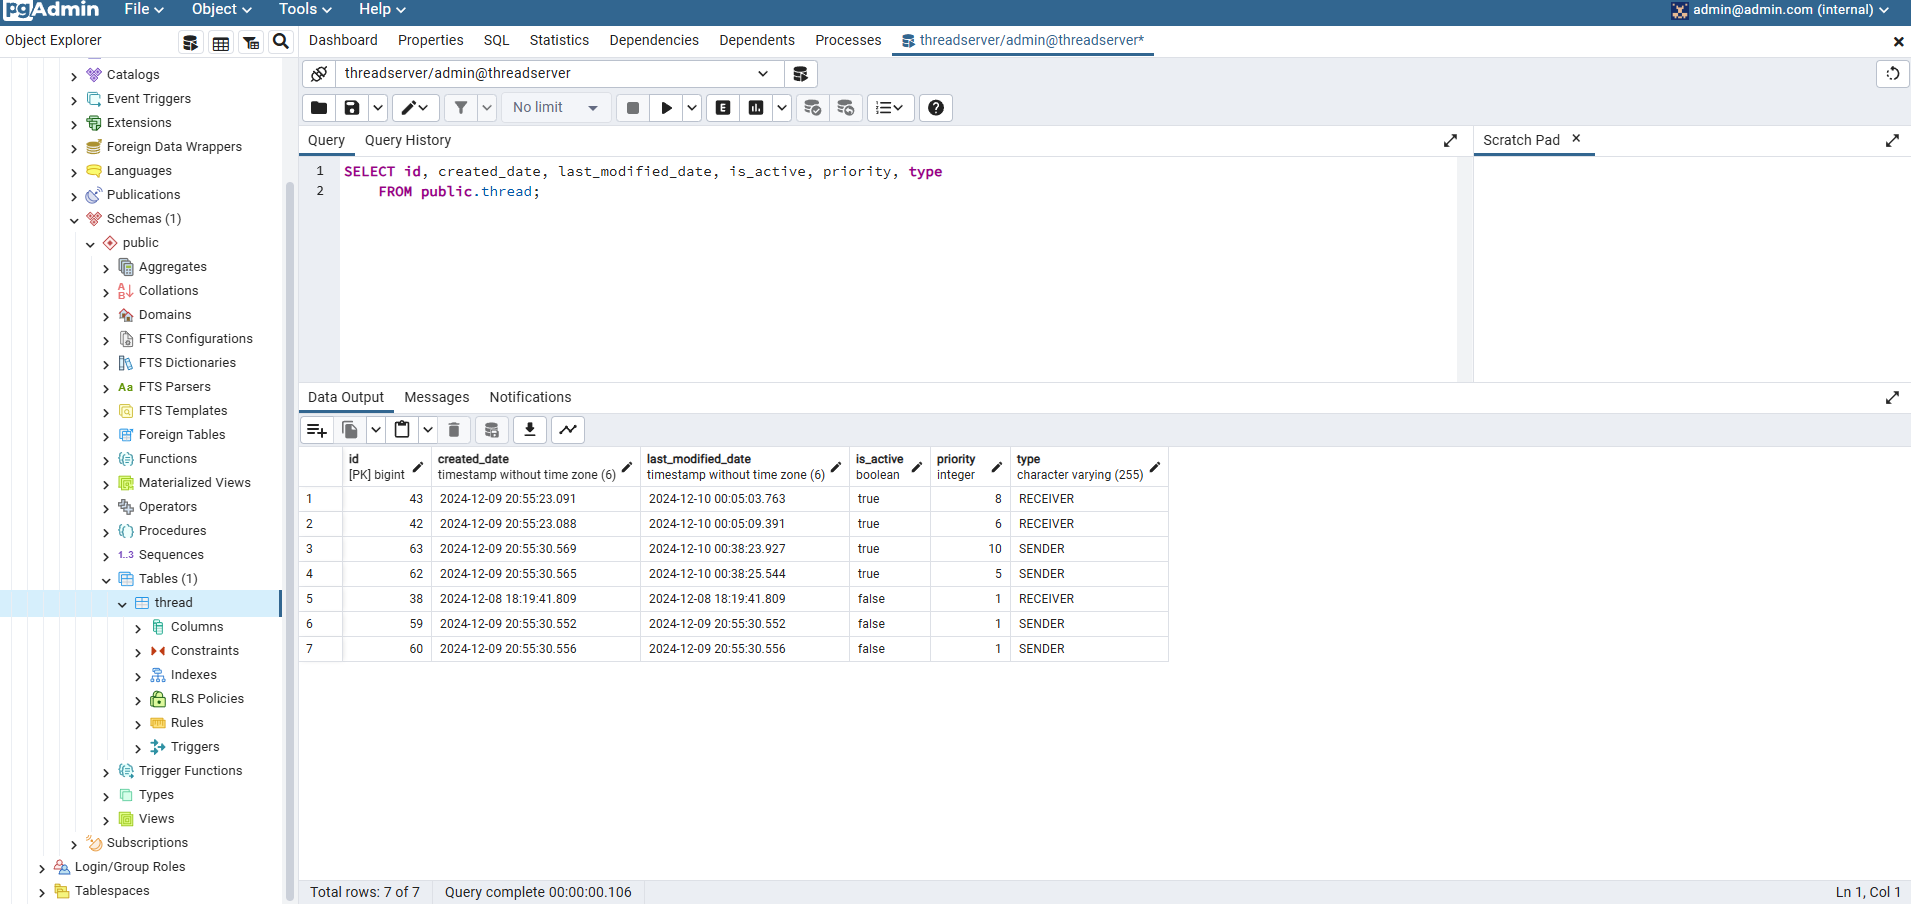 pgAdmin File Object Tools Help admin@admin.com (internal)
Object Explorer
Dashboard Properties SQL Statistics Dependencies Dependents Processes threadserver/admin@threadserver*
threadserver/admin@threadserver
No limit
Query Query History
Scratch Pad
1 SELECT id, created_date, last_modified_date, is_active, priority, type
2 FROM public.thread;
Catalogs
Event Triggers
Extensions
Foreign Data Wrappers
Languages
Publications
Schemas (1)
public
Aggregates
Collations
Domains
FTS Configurations
FTS Dictionaries
FTS Parsers
FTS Templates
Foreign Tables
Functions
Materialized Views
Operators
Procedures
1..3 Sequences
Tables (1)
thread
Columns
Constraints
Indexes
RLS Policies
Rules
Triggers
Trigger Functions
Types
Views
Subscriptions
Login/Group Roles
Tablespaces
Data Output Messages Notifications
id created_date last_modified_date is_active priority type
[PK] bigint timestamp without time zone (6) timestamp without time zone (6) boolean integer character varying (255)
1 43 2024-12-09 20:55:23.091 2024-12-10 00:05:03.763 true 8 RECEIVER
2 42 2024-12-09 20:55:23.088 2024-12-10 00:05:09.391 true 6 RECEIVER
3 63 2024-12-09 20:55:30.569 2024-12-10 00:38:23.927 true 10 SENDER
4 62 2024-12-09 20:55:30.565 2024-12-10 00:38:25.544 true 5 SENDER
5 38 2024-12-08 18:19:41.809 2024-12-08 18:19:41.809 false 1 RECEIVER
6 59 2024-12-09 20:55:30.552 2024-12-09 20:55:30.552 false 1 SENDER
7 60 2024-12-09 20:55:30.556 2024-12-09 20:55:30.556 false 1 SENDER
Total rows: 7 of 7 Query complete 00:00:00.106 Ln 1, Col 1